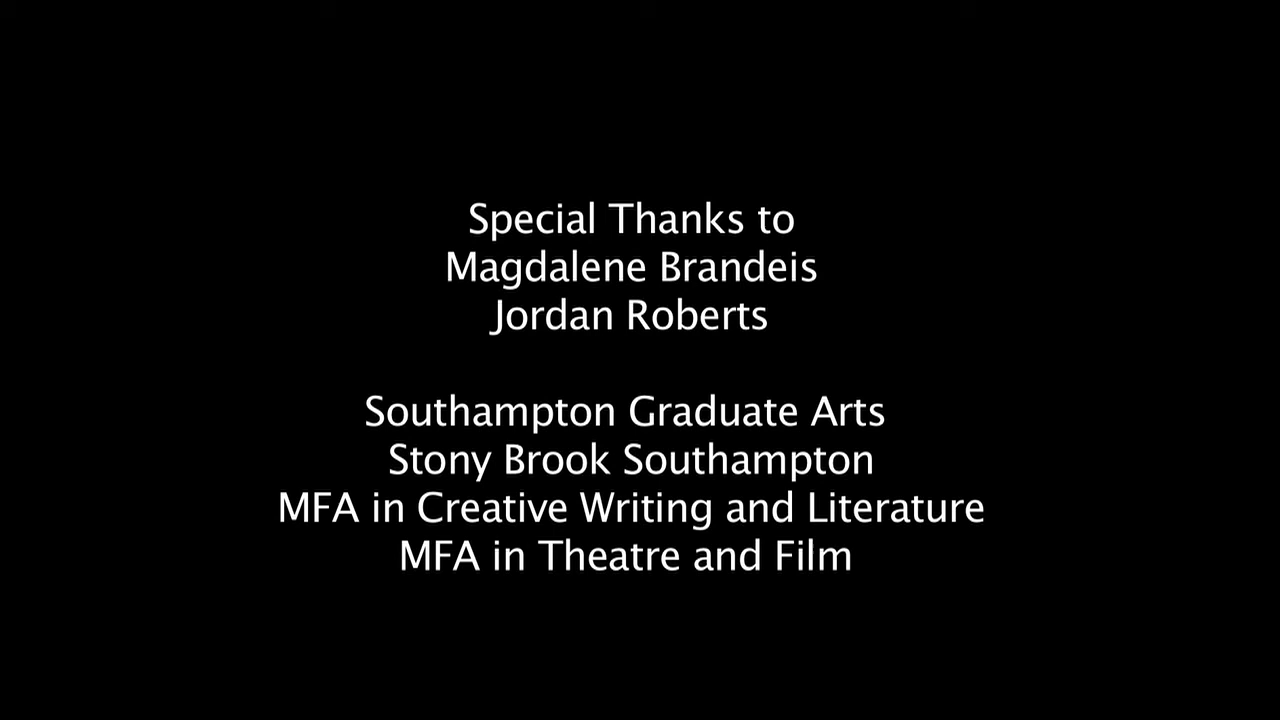 Special Thanks to
Magdalene Brandeis
Jordan Roberts
Southampton Graduate Arts
Stony Brook Southampton
MFA in Creative Writing and Literature
MFA in Theatre and Film